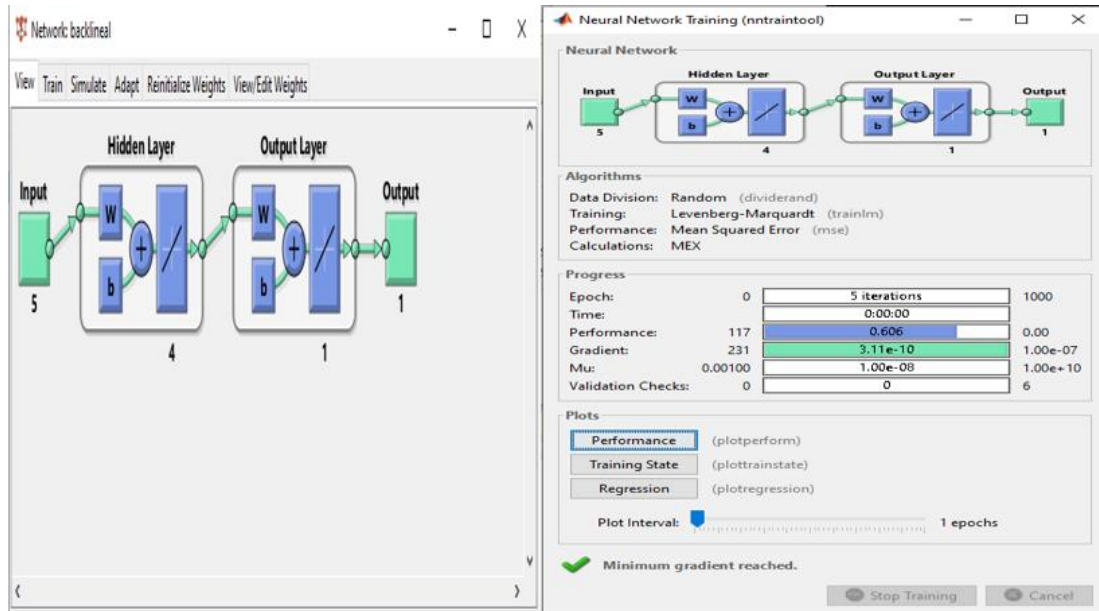 Network: backlineal
View Train Simulate Adapt Reinitialize Weights View/Edit Weights
Hidden Layer Output Layer
Input Output
W W
b b
5 1
4 1
Neural Network Training (nntraintool)
Neural Network
Hidden Layer Output Layer
Input Output
W W
b b
5 1
4 1
Algorithms
Data Division: Random (dividerand)
Training: Levenberg-Marquardt (trainlm)
Performance: Mean Squared Error (mse)
Calculations: MEX
Progress
Epoch: 0 5 iterations 1000
Time: 0:00:00
Performance: 117 0.606 0.00
Gradient: 231 3.11e-10 1.00e-07
Mu: 0.00100 1.00e-08 1.00e+10
Validation Checks: 0 0 6
Plots
Performance (plotperform)
Training State (plottrainstate)
Regression (plotregression)
Plot Interval: 1 epochs
Minimum gradient reached.
Stop Training Cancel